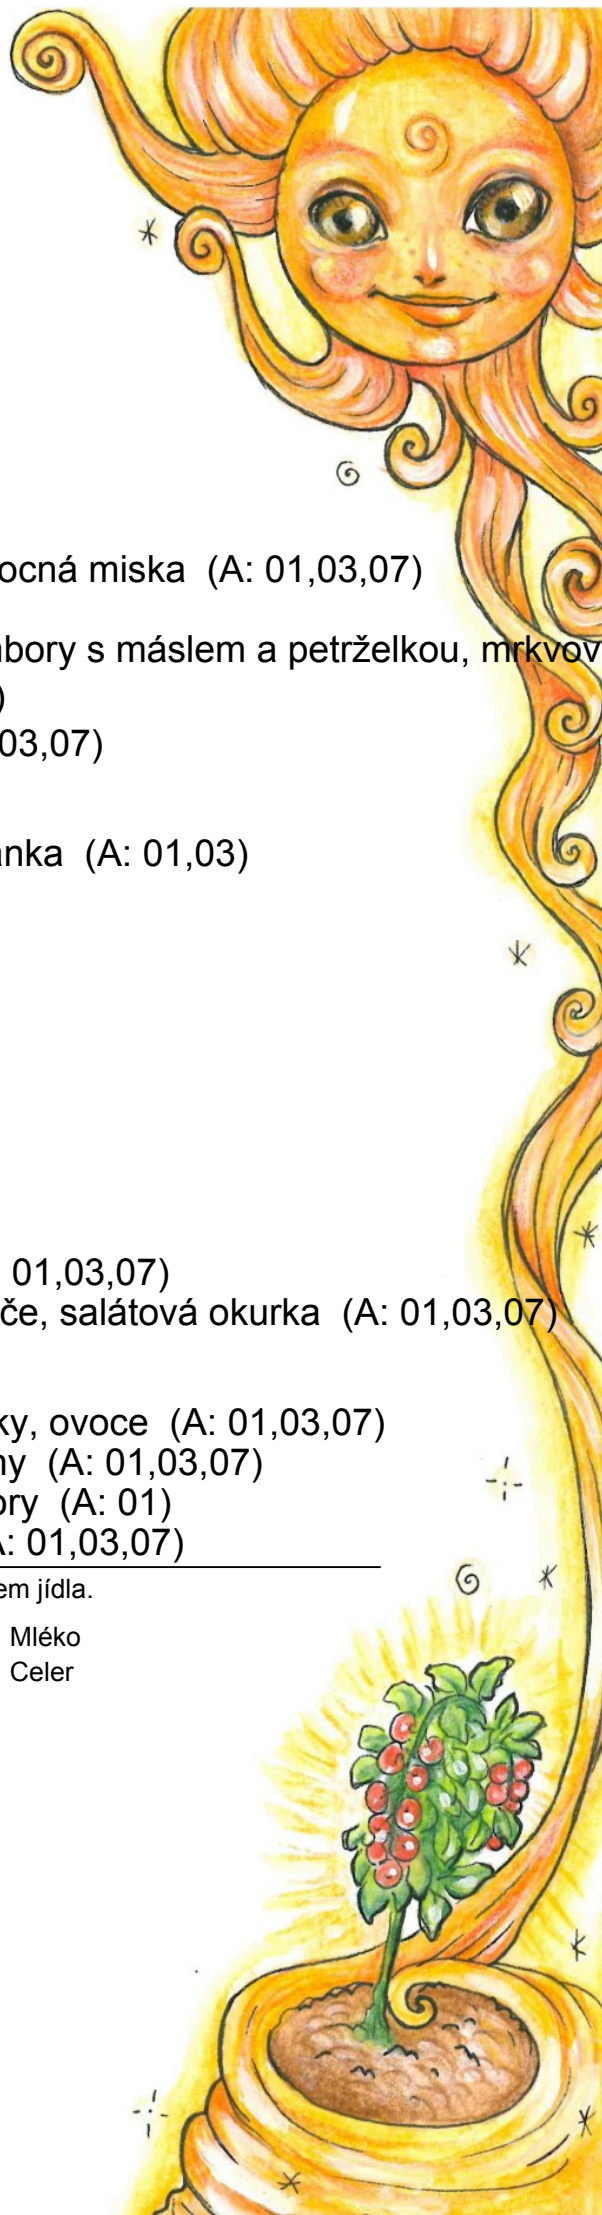 ocná miska (A: 01,03,07)
bory s máslem a petrželkou, mrkvov
)
03,07)
anka (A: 01,03)
01,03,07)
če, salátová okurka (A: 01,03,07)
ky, ovoce (A: 01,03,07)
ny (A: 01,03,07)
ory (A: 01)
A: 01,03,07)
em jídla.
Mléko
Celer